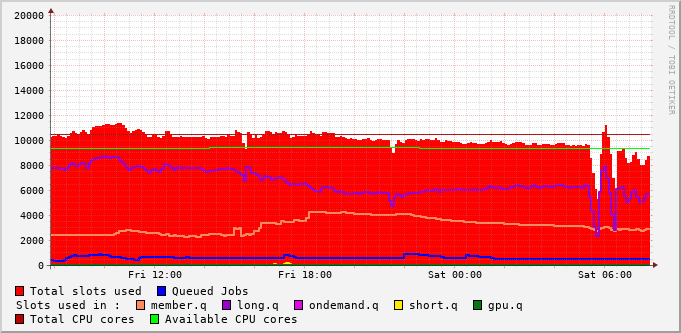 20000
18000
16000
14000
12000
10000
8000
6000
4000
2000
0
Fri 12:00 Fri 18:00 Sat 00:00 Sat 06:00
Total slots used Queued Jobs
Slots used in : member.q long.q ondemand.q short.q gpu.q
Total CPU cores Available CPU cores
RRDTOOL / TOBI OETIKER